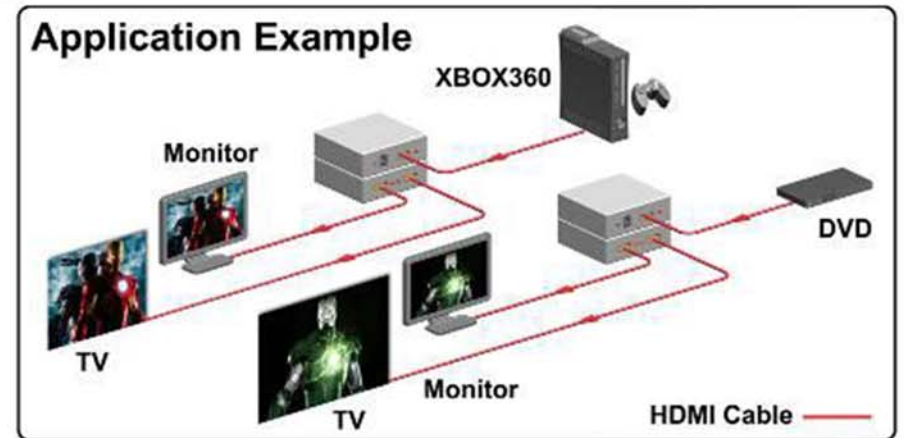 Application Example
XBOX360
Monitor
DVD
TV
Monitor
TV
HDMI Cable